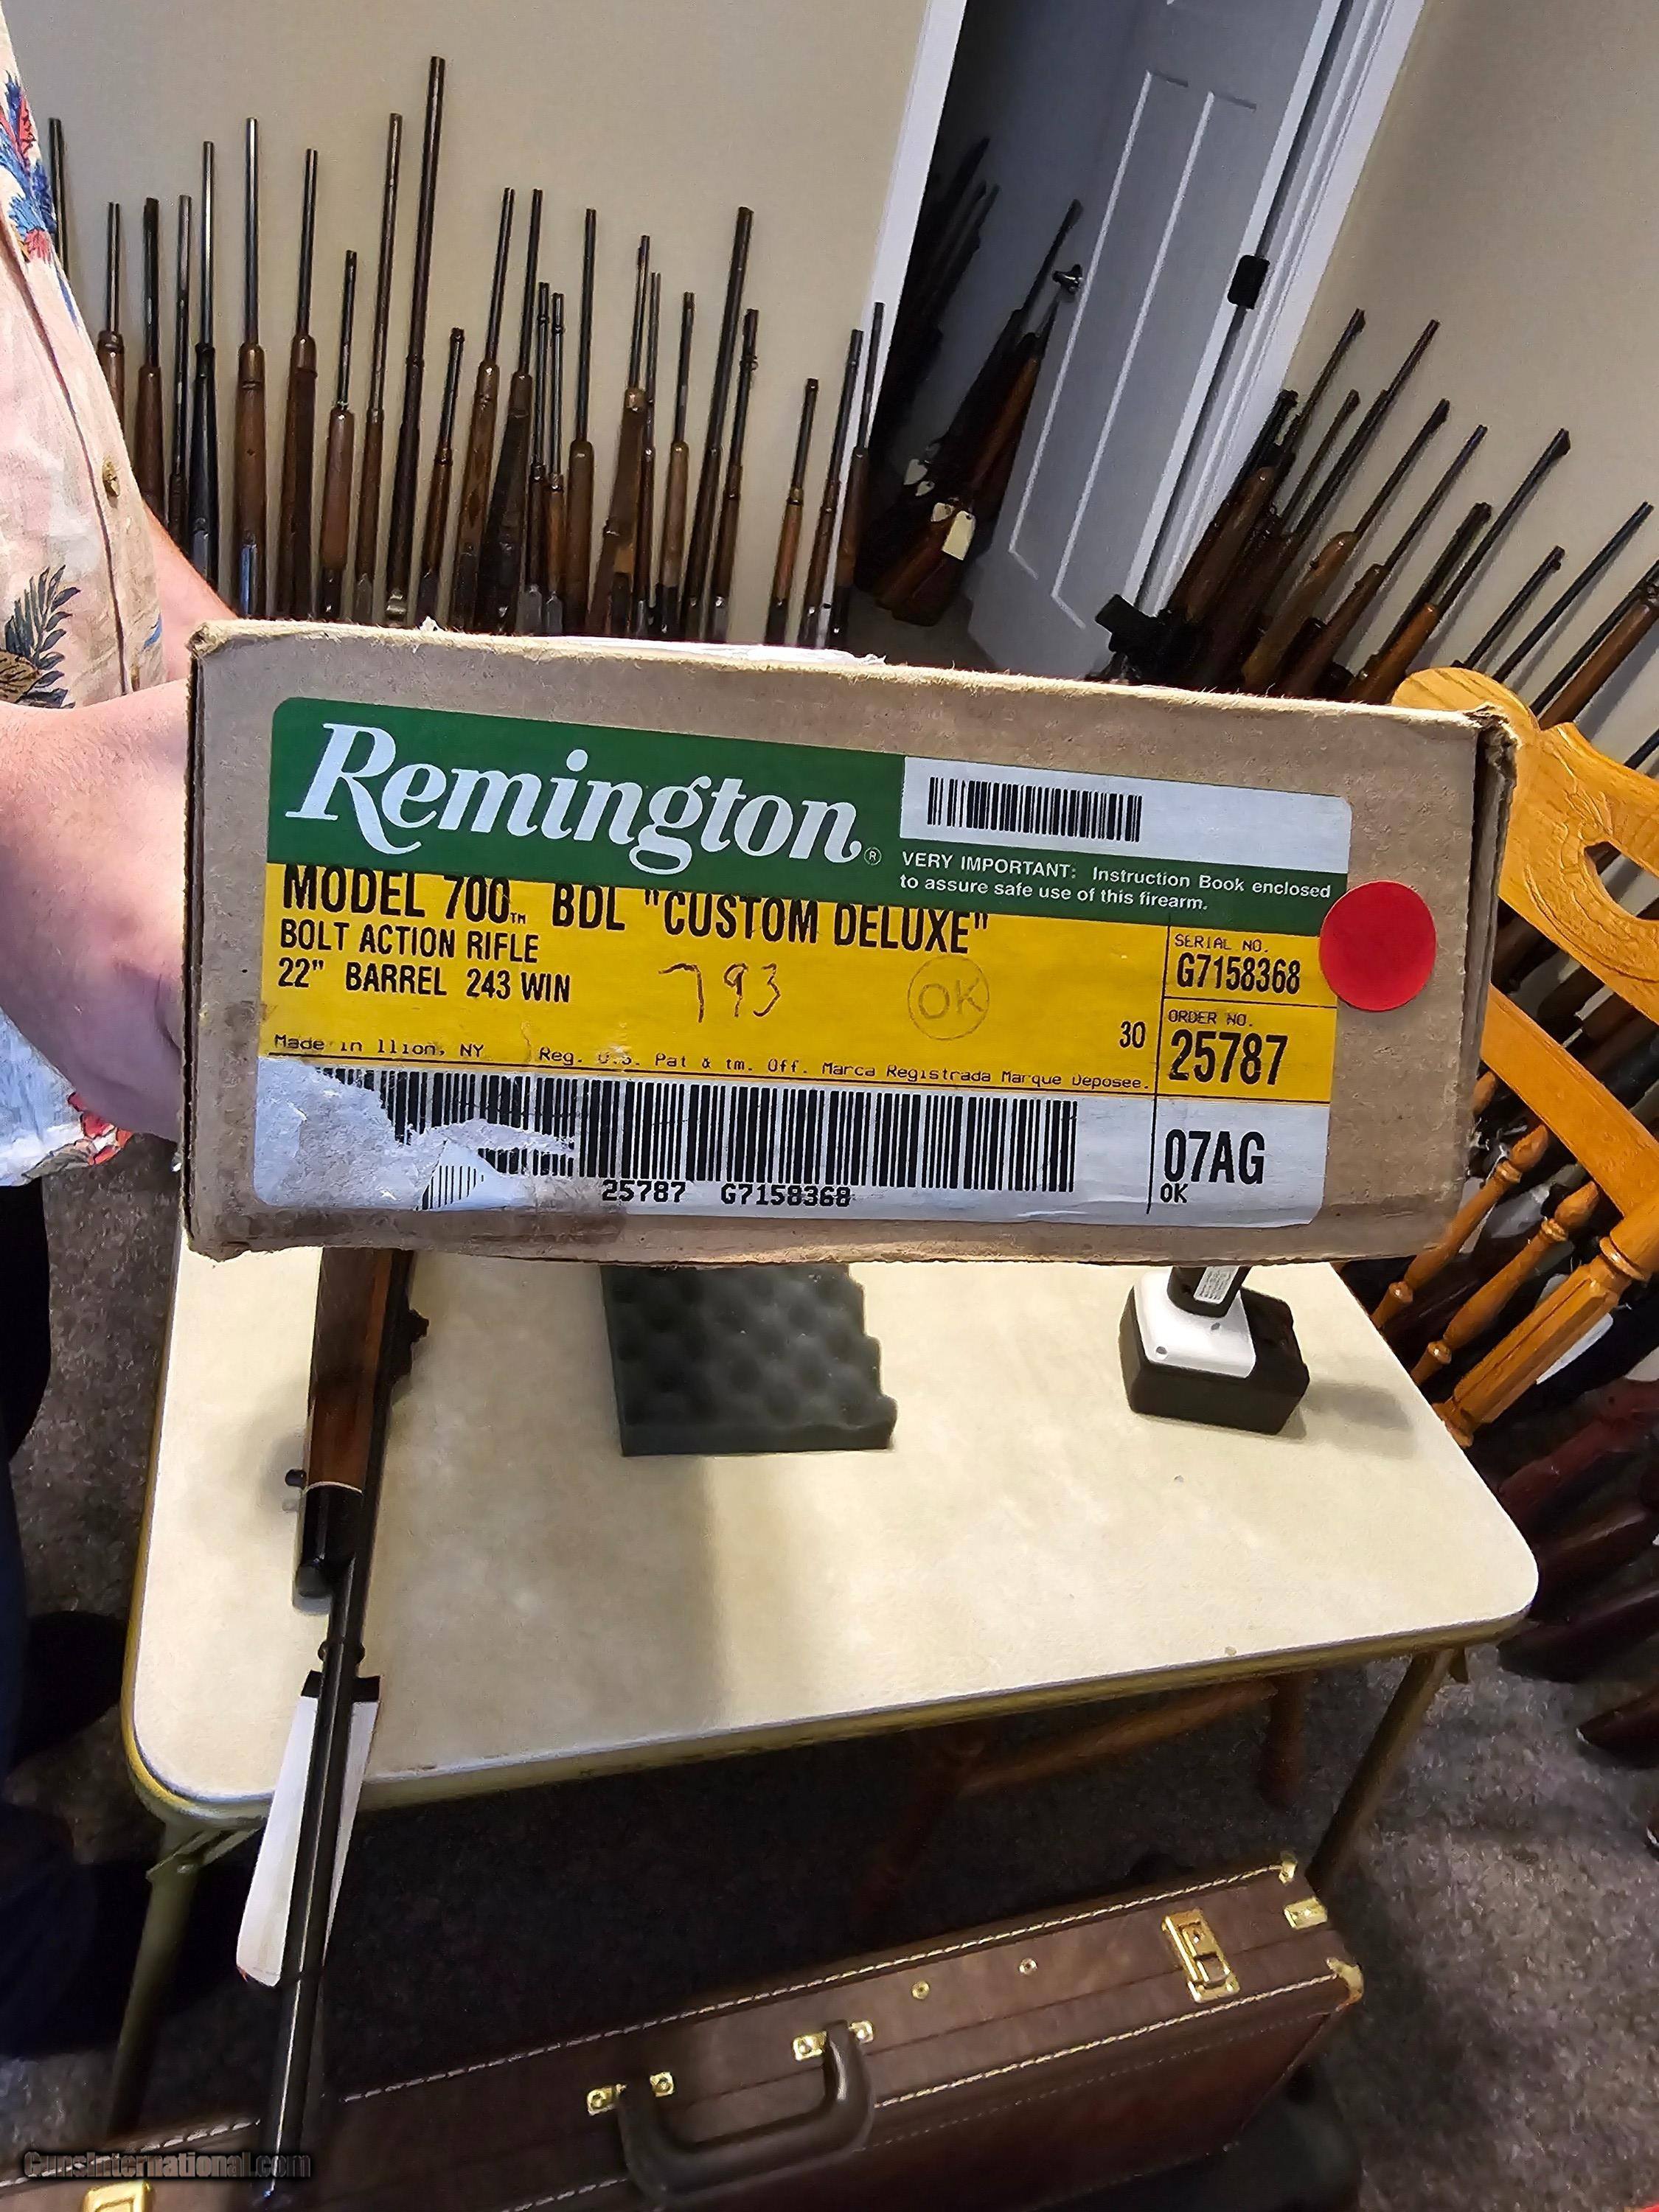 Remington®
VERY IMPORTANT: Instruction Book enclosed
to assure safe use of this firearm.
MODEL 700™ BDL "CUSTOM DELUXE"
BOLT ACTION RIFLE
22" BARREL 243 WIN
793
OK
30
SERIAL NO.
G7158368
ORDER NO.
25787
Made in Ilion, NY Reg. U.S. Pat & tm. Off. Marca Registrada Marque Deposee.
25787 G7158368
07AG
OK
GunsInternational.com